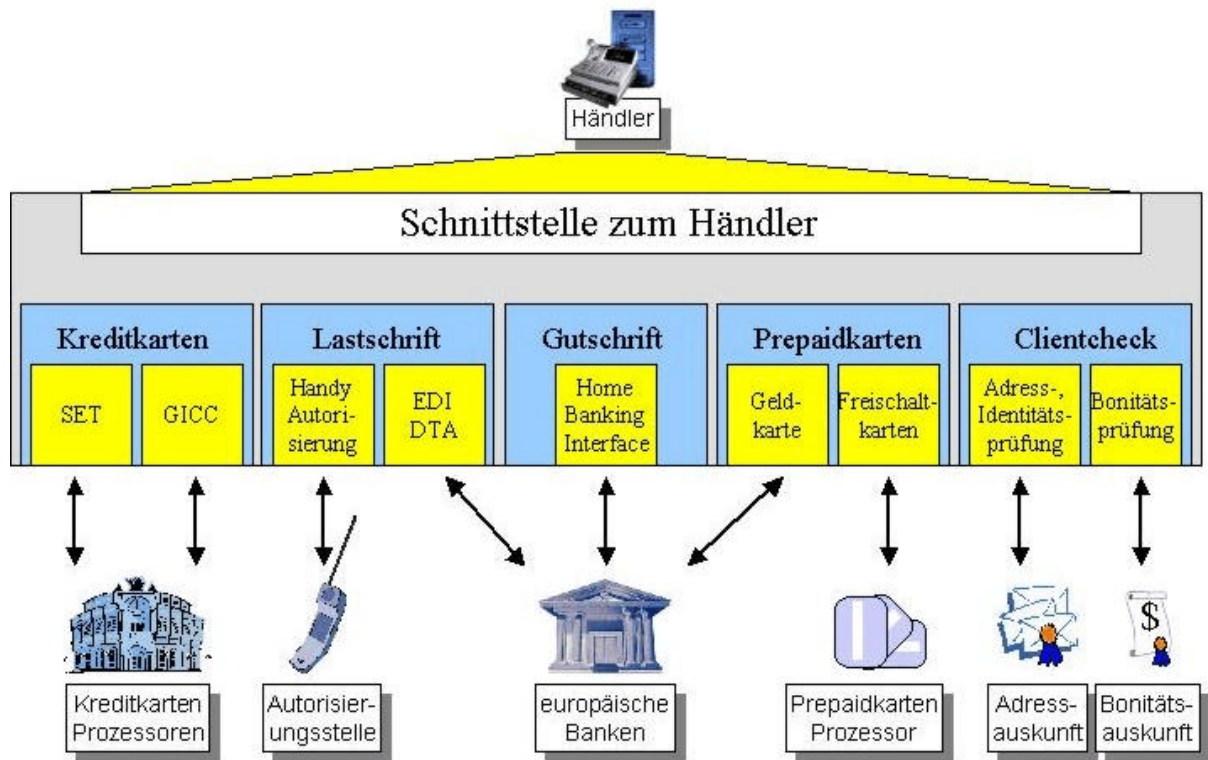 Händler
Schnittstelle zum Händler
Kreditkarten
SET
GICC
Lastschrift
Handy
Autori-
sierung
EDI
DTA
Gutschrift
Home
Banking
Interface
Prepaidkarten
Geld-
karte
Freischalt-
karten
Clientcheck
Adress-,
Identitäts-
prüfung
Bonitäts-
prüfung
Kreditkarten
Prozessoren
Autorisier-
ungsstelle
europäische
Banken
Prepaidkarten
Prozessor
$
Adress-
auskunft
Bonitäts-
auskunft